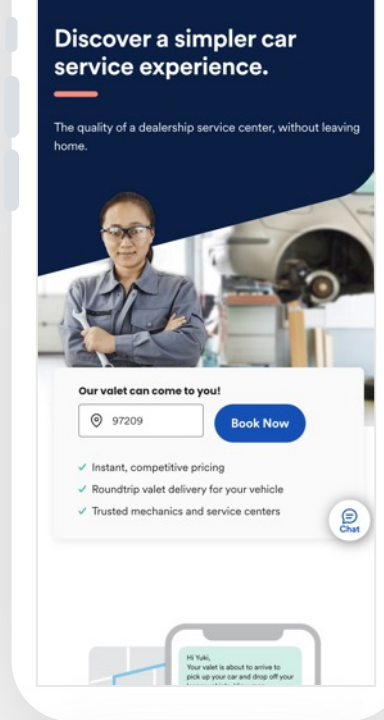 Discover a simpler car
service experience.
The quality of a dealership service center, without leaving
home.
Our valet can come to you!
97209
Book Now
Instant, competitive pricing
Roundtrip valet delivery for your vehicle
Trusted mechanics and service centers
Chat
Hi Yuki,
Your valet is about to arrive to
pick up your car and drop off your